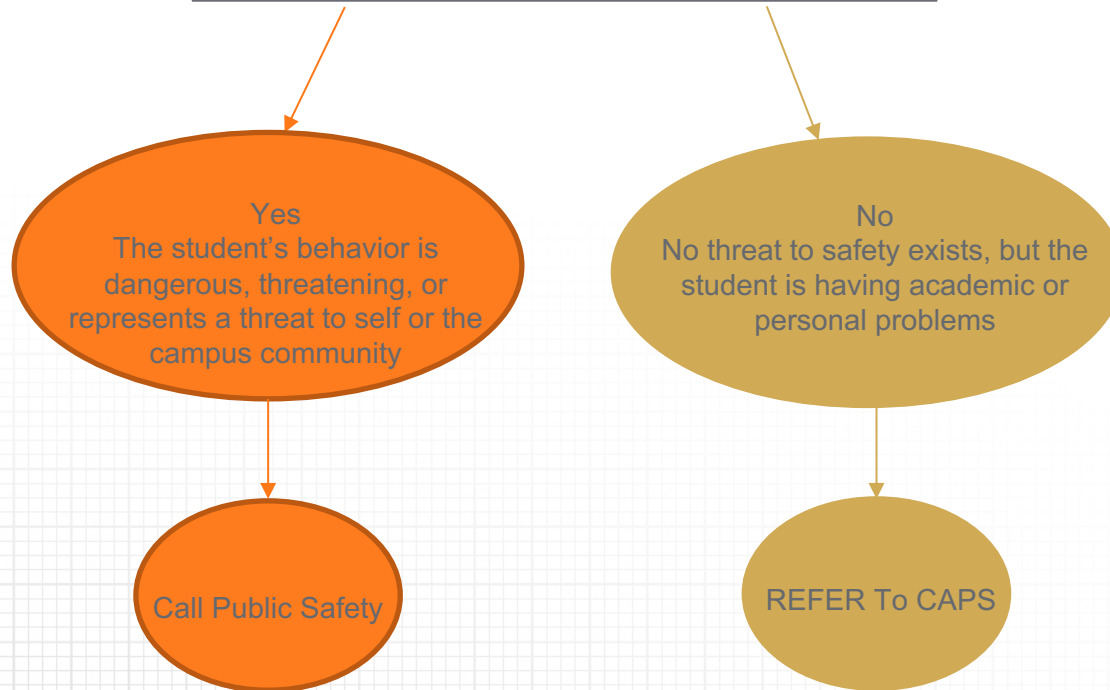 Yes
The student’s behavior is
dangerous, threatening, or
represents a threat to self or the
campus community
No
No threat to safety exists, but the
student is having academic or
personal problems
Call Public Safety
REFER To CAPS